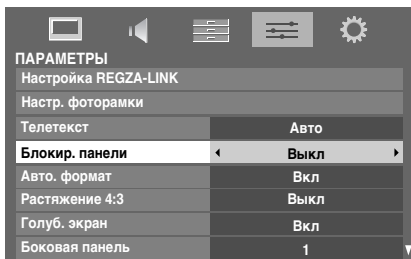 ПАРАМЕТРЫ
Настройка REGZA-LINK
Настр. фоторамки
Телетекст Авто
Блокир. панели Выкл
Авто. формат Вкл
Растяжение 4:3 Выкл
Голуб. экран Вкл
Боковая панель 1